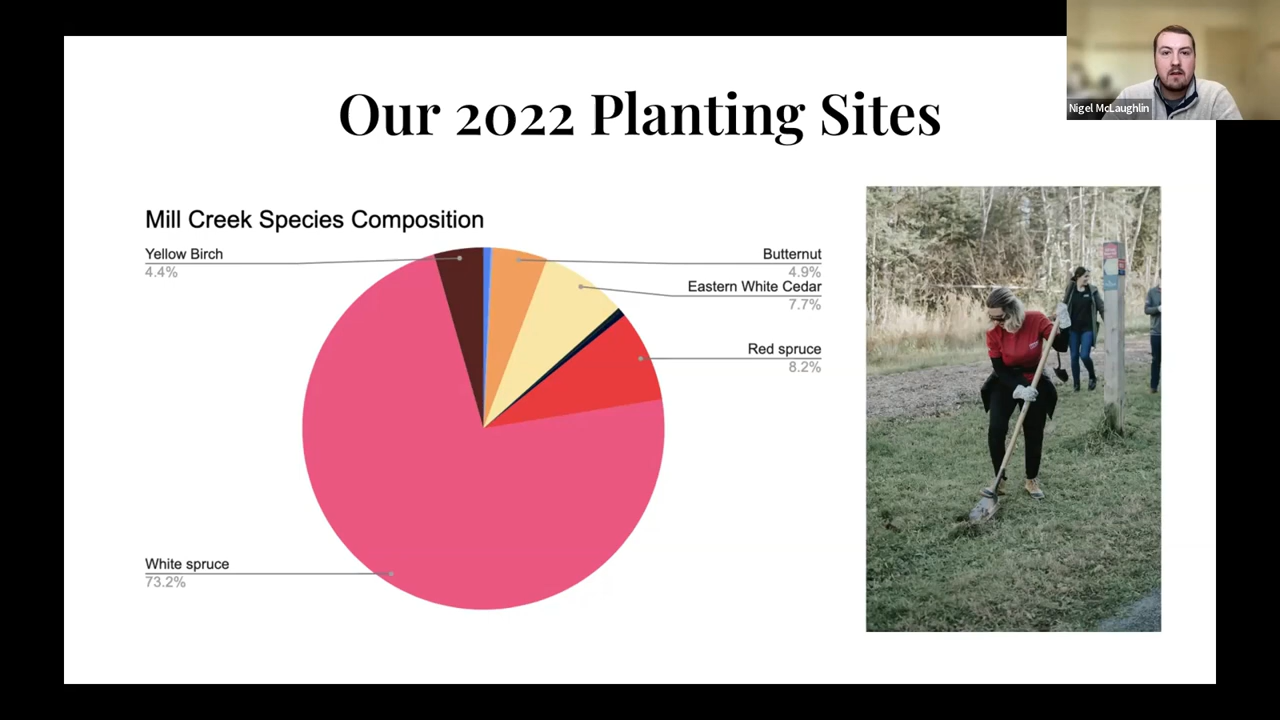 Our 2022 Planting Sites
Nigel McLaughlin
Mill Creek Species Composition
Yellow Birch
4.4%
Butternut
4.9%
Eastern White Cedar
7.7%
Red spruce
8.2%
White spruce
73.2%